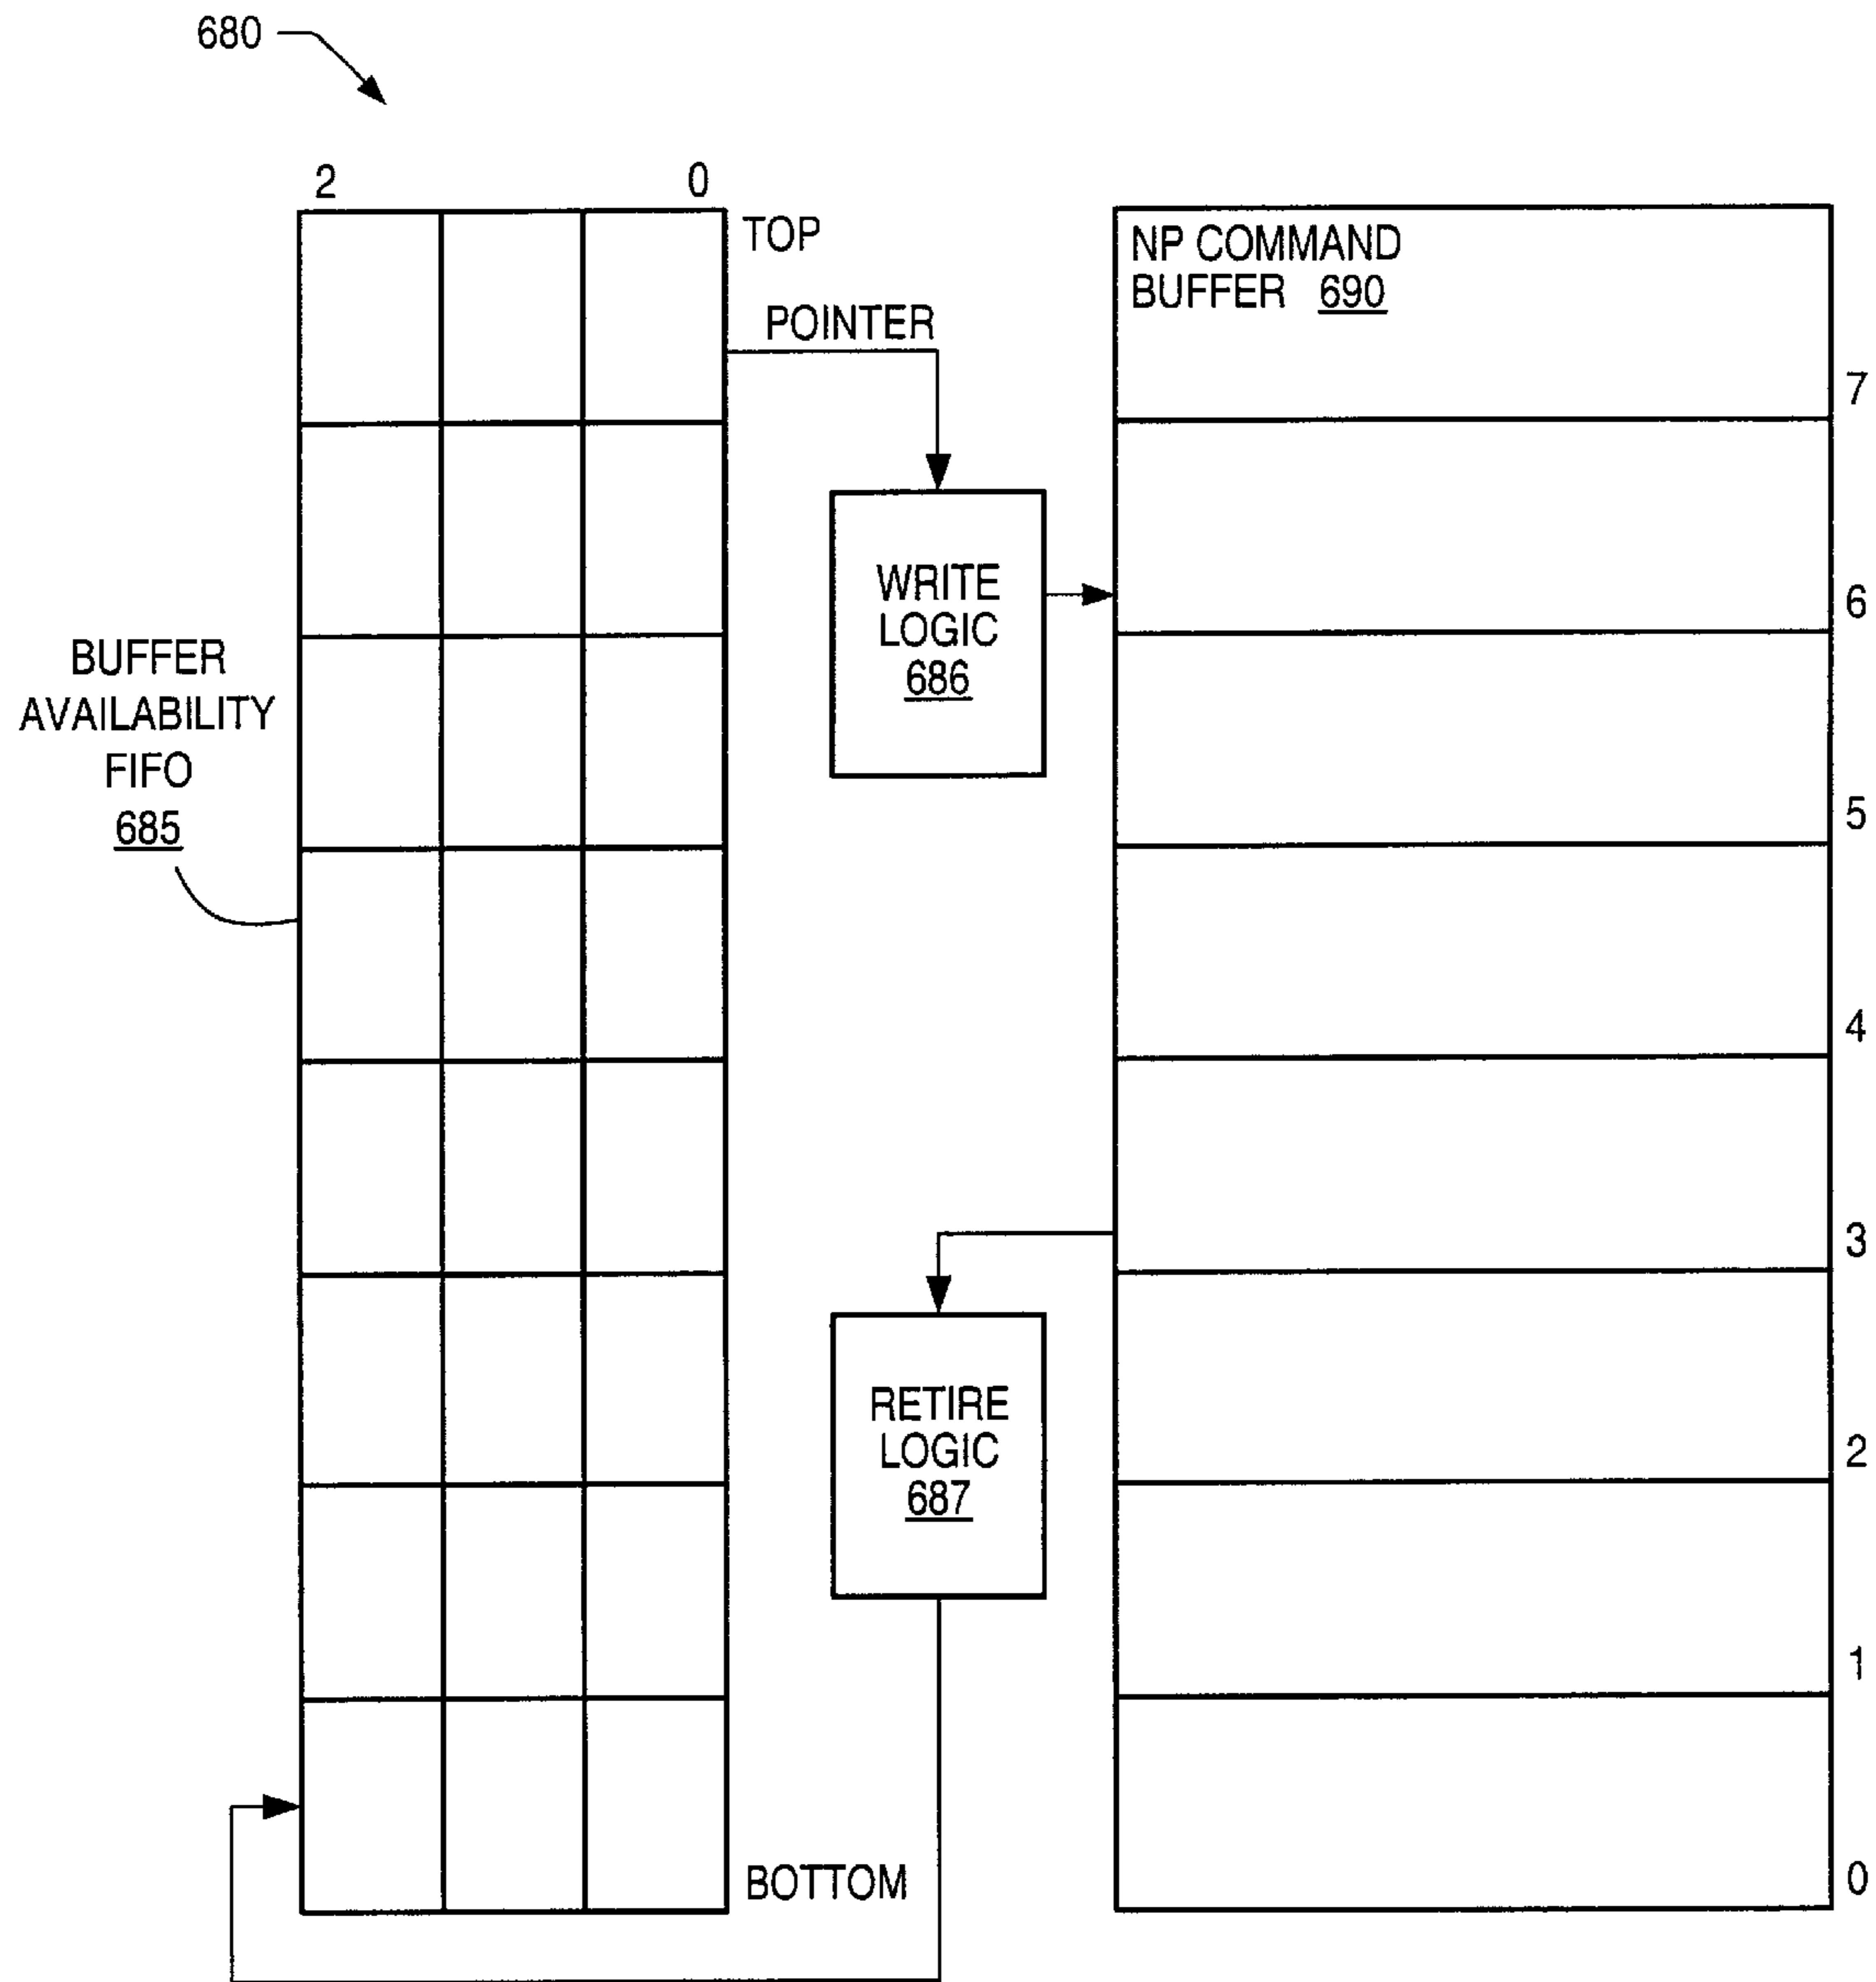 680
2
0
TOP
POINTER
NP COMMAND
BUFFER 690
7
WRITE
LOGIC
686
6
BUFFER
AVAILABILITY
FIFO
685
5
4
3
RETIRE
LOGIC
687
2
1
BOTTOM
0